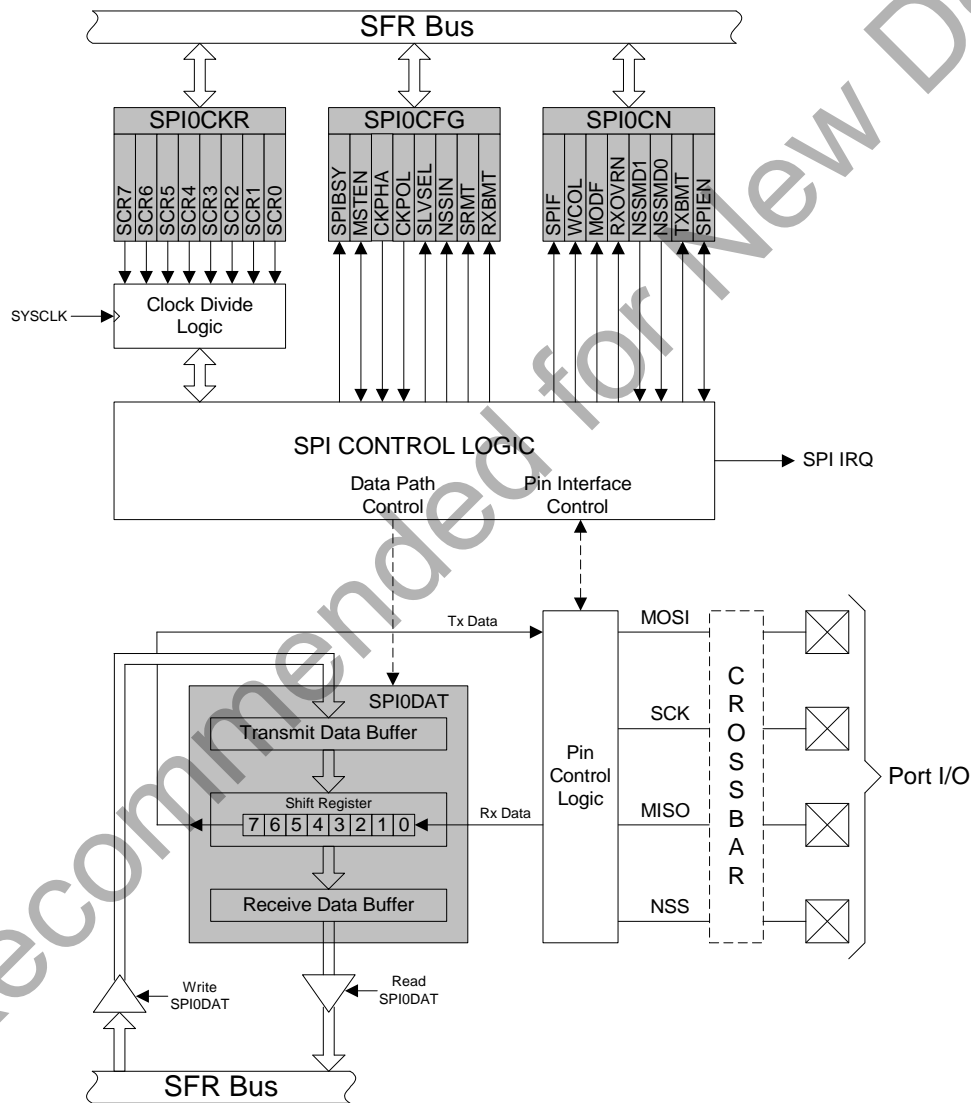 SFR Bus
SPI0CKR
SPI0CFG
SPI0CN
SCR7
SCR6
SCR5
SCR4
SCR3
SCR2
SCR1
SCR0
SPIBSY
MSTEN
CKPHA
CKPOL
SLVSEL
NSSIN
SRMT
RXBMT
SPIF
WCOL
MODF
RXOVRN
NSSMD1
NSSMD0
TXBMT
SPIEN
SYSCLK
Clock Divide
Logic
SPI CONTROL LOGIC
Data Path
Control
Pin Interface
Control
SPI IRQ
Tx Data
MOSI
SPI0DAT
Transmit Data Buffer
SCK
Shift Register
7 6 5 4 3 2 1 0
Rx Data
Pin
Control
Logic
MISO
CROSSBAR
Port I/O
Receive Data Buffer
NSS
Write
SPI0DAT
Read
SPI0DAT
SFR Bus
ecommended for New D